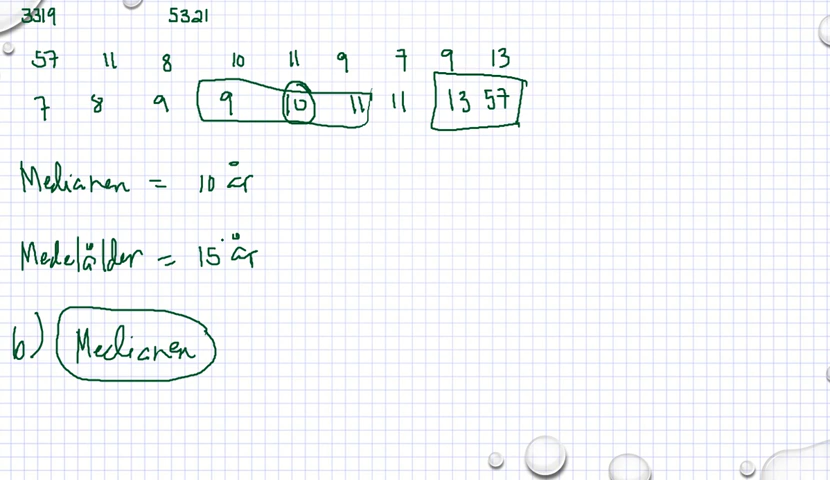 3319 5321
57 11 8 10 11 9 7 9 13
7 8 9 9 10 11 11 13 57
Medianen = 10 år
Medelålder = 15 år
b) Medianen